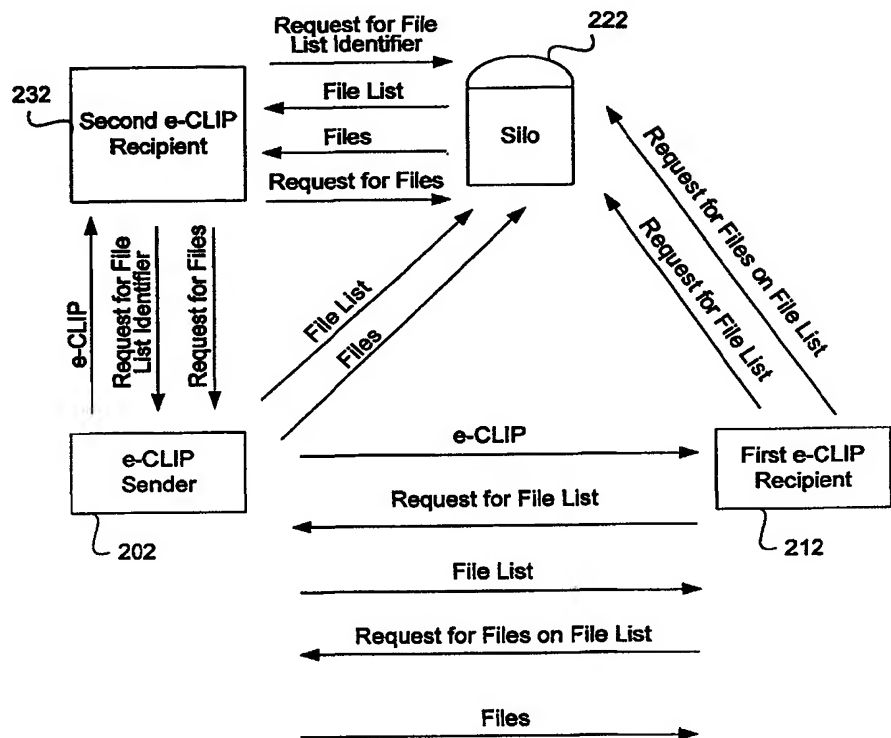 Request for File
List Identifier
222
File List
232
Second e-CLIP
Recipient
Silo
Files
Request for Files
Request for Files on File List
Request for File List
e-CLIP
Request for File
List Identifier
Request for Files
File List
Files
e-CLIP
Sender
e-CLIP
First e-CLIP
Recipient
Request for File List
202
212
File List
Request for Files on File List
Files